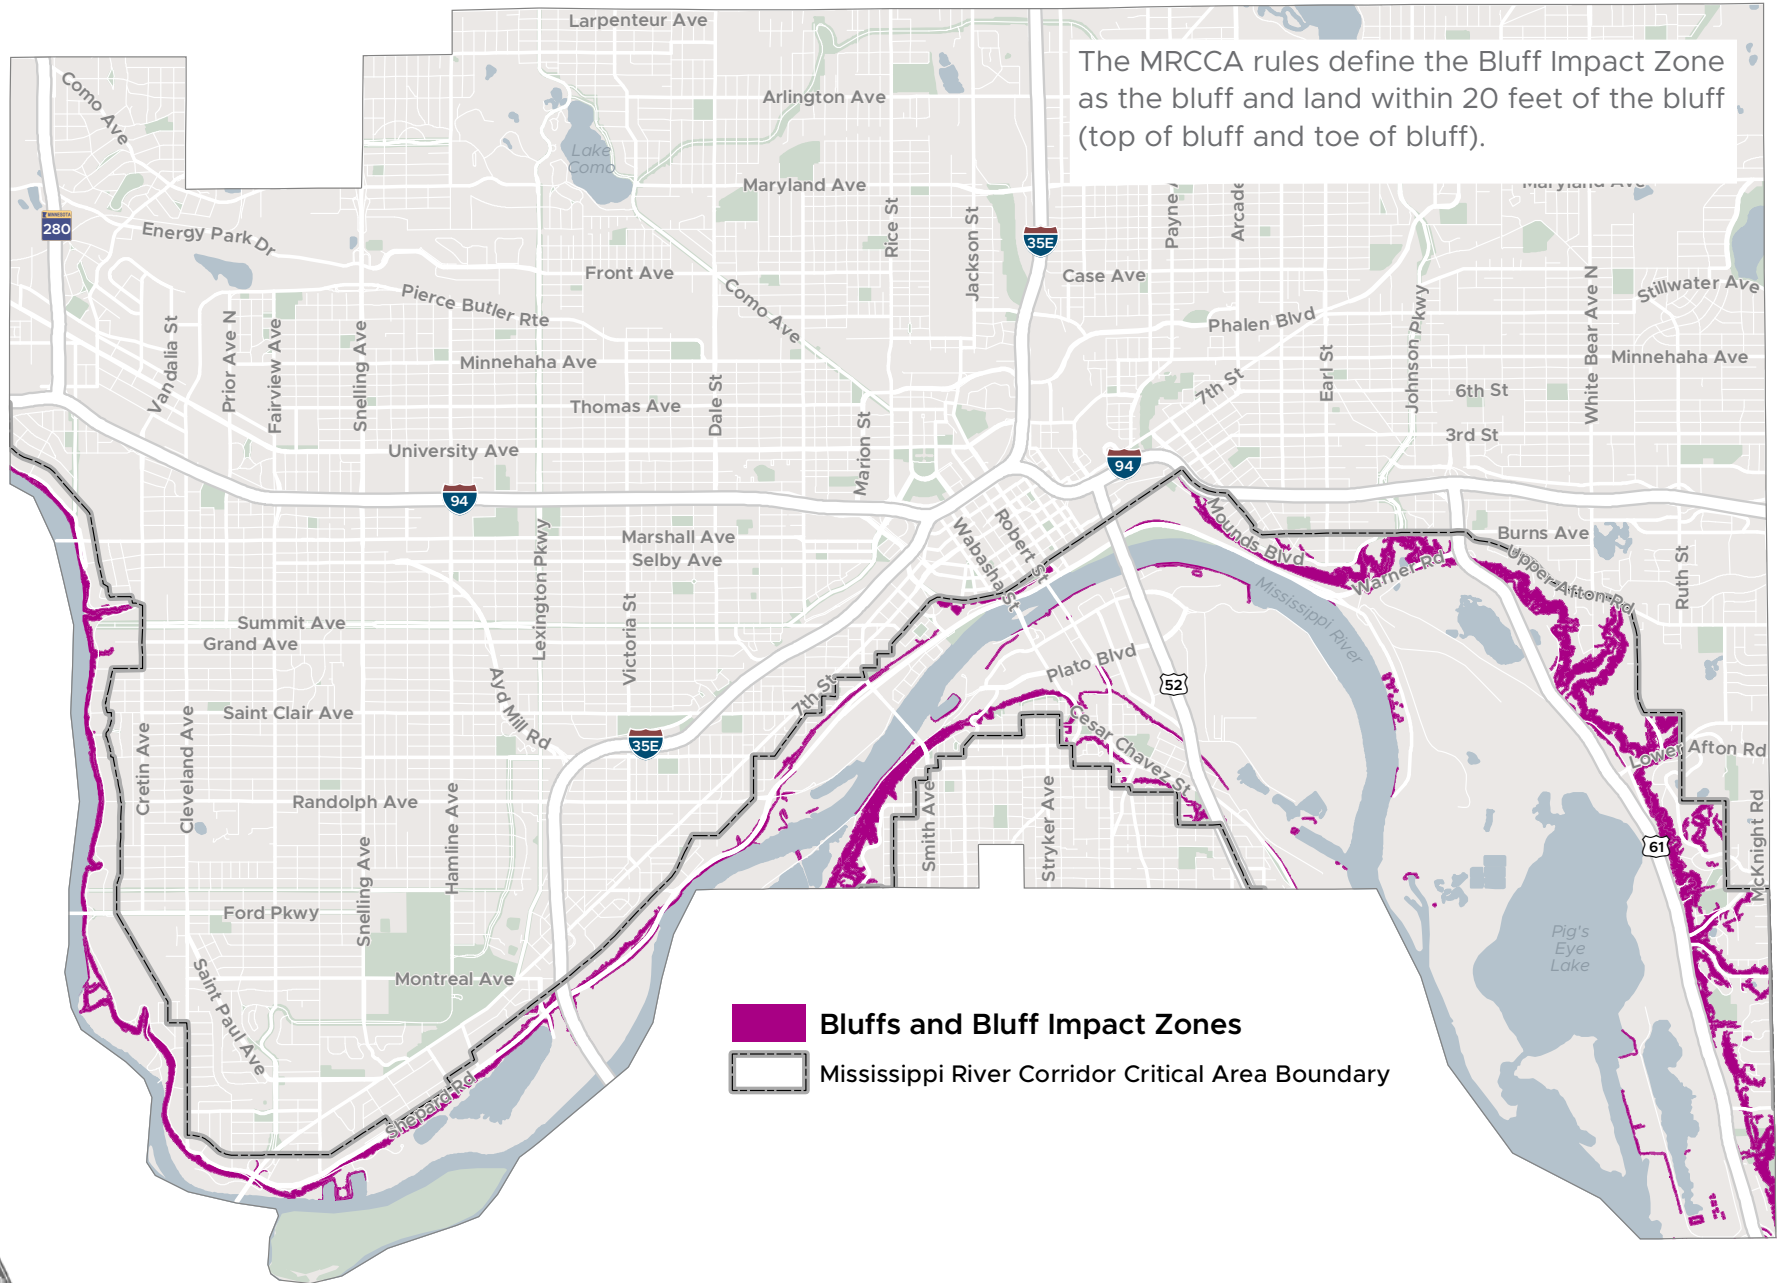 Larpenteur Ave
The MRCCA rules define the Bluff Impact Zone
as the bluff and land within 20 feet of the bluff
(top of bluff and toe of bluff).
Como Ave
Arlington Ave
Lake
Como
Maryland Ave
Maryland Ave
MINNESOTA
280
Energy Park Dr
Rice St
Jackson St
35E
Payne
Arcade
Front Ave
Como Ave
Case Ave
Stillwater Ave
Pierce Butler Rte
Phalen Blvd
Johnson Pkwy
White Bear Ave N
Vandalia St
Prior Ave N
Fairview Ave
Snelling Ave
Minnehaha Ave
Minnehaha Ave
Dale St
Earl St
7th St
6th St
Thomas Ave
Marion St
3rd St
University Ave
94
94
Lexington Pkwy
Marshall Ave
Selby Ave
Wabasha St
Robert St
Mounds Blvd
Burns Ave
Warner Rd
Upper Afton Rd
Ruth St
Mississippi River
Summit Ave
Grand Ave
Victoria St
Ayd Mill Rd
Plato Blvd
52
7th St
Saint Clair Ave
Cretin Ave
Cleveland Ave
35E
Cesar Chavez St
Lower Afton Rd
Randolph Ave
Hamline Ave
Smith Ave
Stryker Ave
61
McKnight Rd
Snelling Ave
Ford Pkwy
Pig's
Eye
Lake
Saint Paul Ave
Montreal Ave
Shepard Rd
Bluffs and Bluff Impact Zones
Mississippi River Corridor Critical Area Boundary